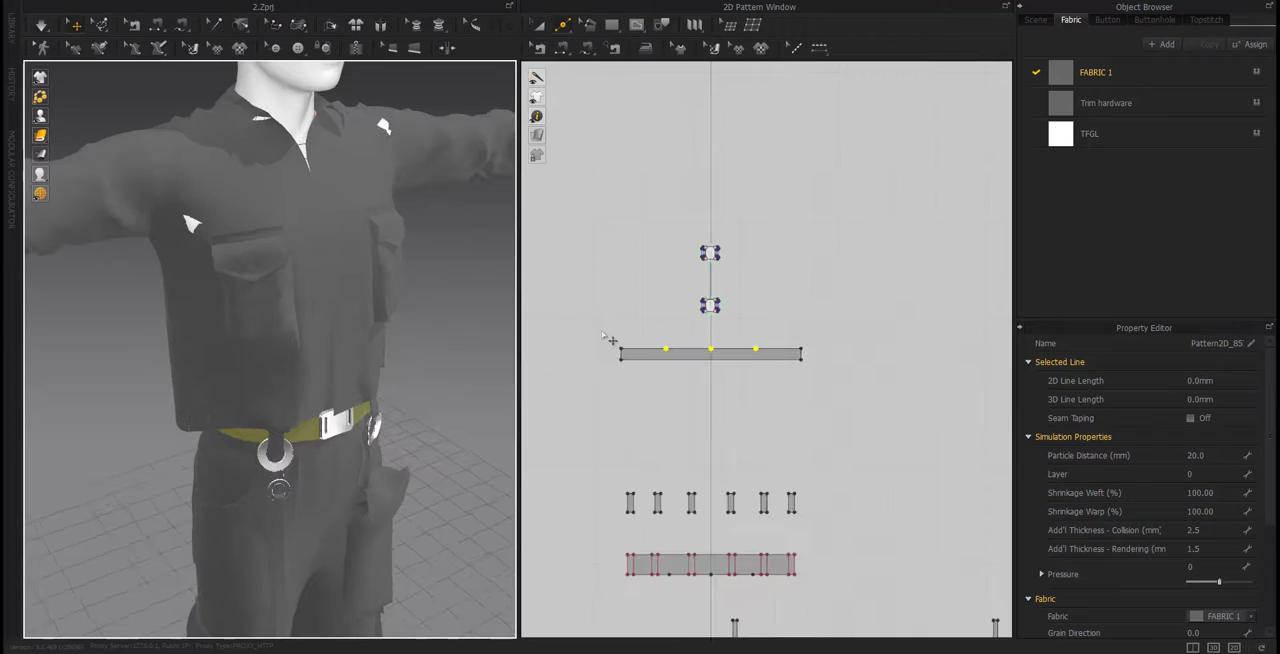 2.Zprj
2D Pattern Window
Object Browser
LIBRARY
HISTORY
MODULAR CONFIGURATOR
Scene Fabric Button Buttonhole Topstitch
+ Add Copy Assign
FABRIC 1
Trim hardware
TFGL
Property Editor
Name Pattern2D_85
Selected Line
2D Line Length 0.0mm
3D Line Length 0.0mm
Seam Taping Off
Simulation Properties
Particle Distance (mm) 20.0
Layer 0
Shrinkage Weft (%) 100.00
Shrinkage Warp (%) 100.00
Add'l Thickness - Collision (mm) 2.5
Add'l Thickness - Rendering (mn 1.5
Pressure 0
Fabric
Fabric FABRIC 1
Grain Direction 0.0
3D 2D